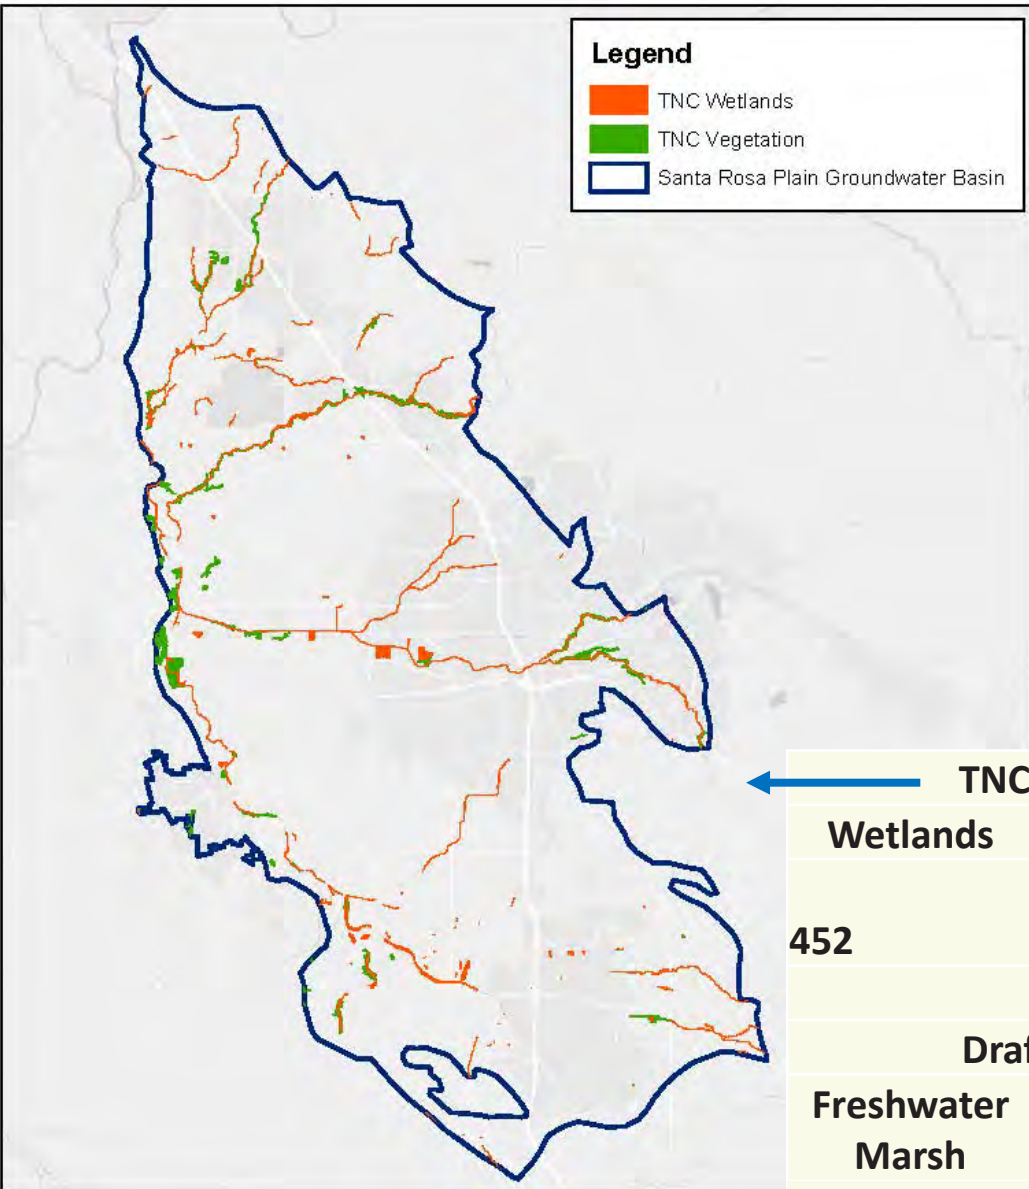 Legend
TNC Wetlands
TNC Vegetation
Santa Rosa Plain Groundwater Basin
TNC
Wetlands
452
Draf
Freshwater
Marsh